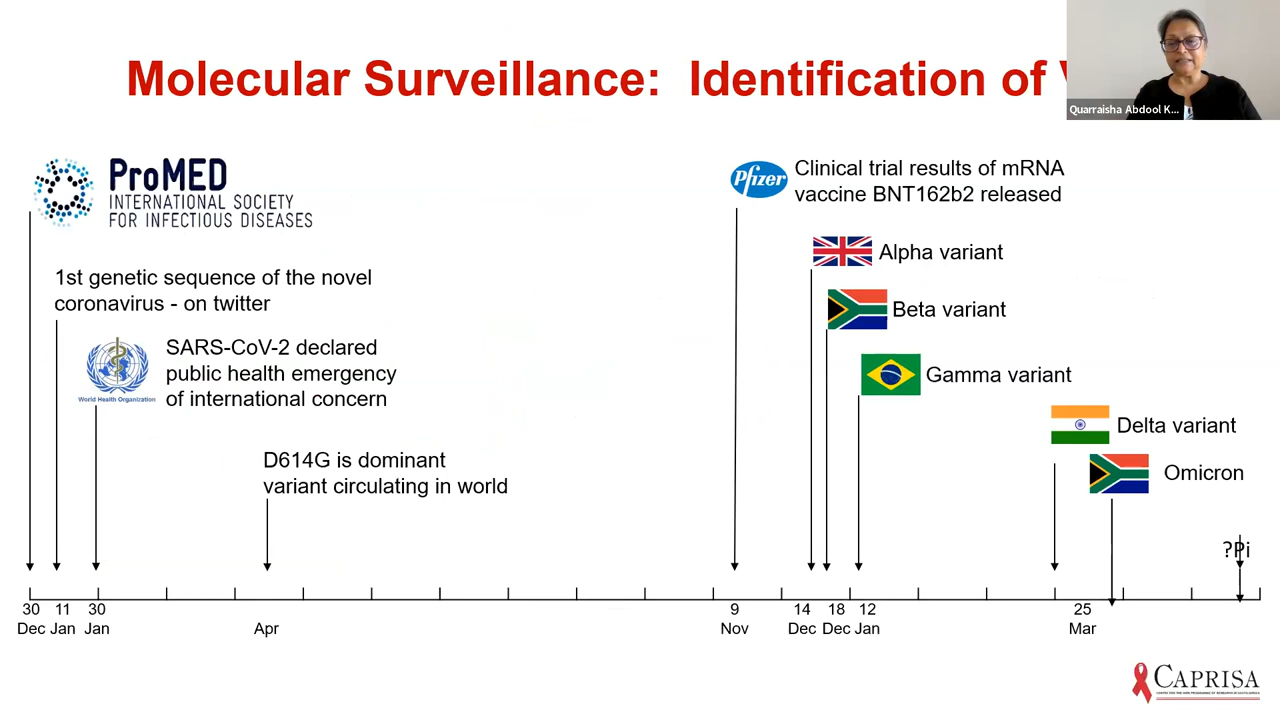 Molecular Surveillance: Identification of
Quarraisha Abdool K...
ProMED
INTERNATIONAL SOCIETY
FOR INFECTIOUS DISEASES
1st genetic sequence of the novel
coronavirus - on twitter
World Health Organization
SARS-CoV-2 declared
public health emergency
of international concern
D614G is dominant
variant circulating in world
Pfizer
Clinical trial results of mRNA
vaccine BNT162b2 released
Alpha variant
Beta variant
Gamma variant
Delta variant
Omicron
?Pi
30 11 30 9 14 18 12 25
Dec Jan Jan Apr Nov Dec Dec Jan Mar
CAPRISA